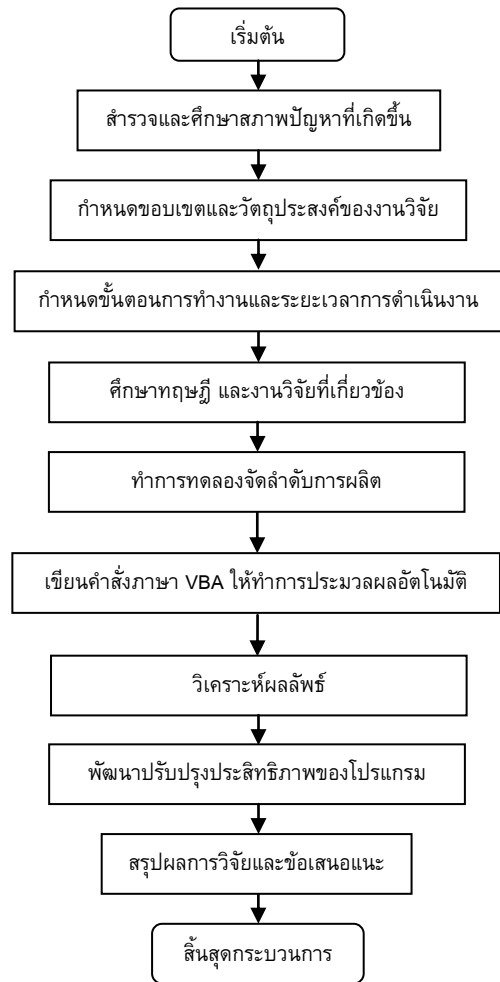 เริ่มต้น
สำรวจและศึกษาสภาพปัญหาที่เกิดขึ้น
กำหนดขอบเขตและวัตถุประสงค์ของงานวิจัย
กำหนดขั้นตอนการทำงานและระยะเวลาการดำเนินงาน
ศึกษาทฤษฎี และงานวิจัยที่เกี่ยวข้อง
ทำการทดลองจัดลำดับการผลิต
เขียนคำสั่งภาษา VBA ให้ทำการประมวลผลอัตโนมัติ
วิเคราะห์ผลลัพธ์
พัฒนาปรับปรุงประสิทธิภาพของโปรแกรม
สรุปผลการวิจัยและข้อเสนอแนะ
สิ้นสุดกระบวนการ